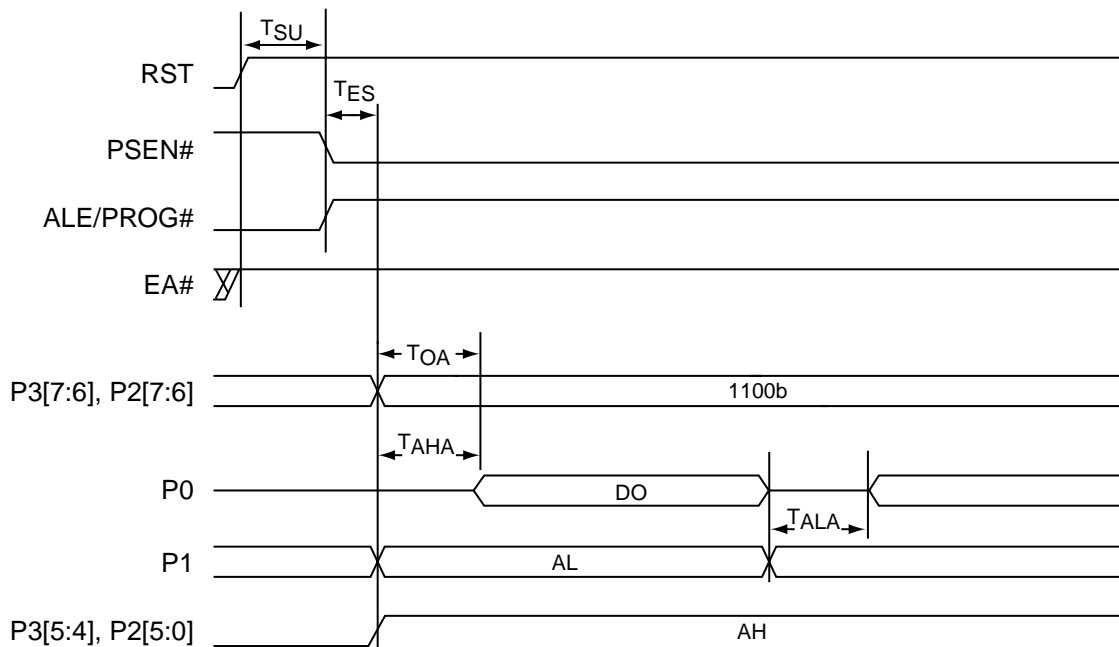 TSU
RST
TES
PSEN#
ALE/PROG#
EA#
TOA
P3[7:6], P2[7:6]
1100b
TAHA
P0
DO
TALA
P1
AL
P3[5:4], P2[5:0]
AH